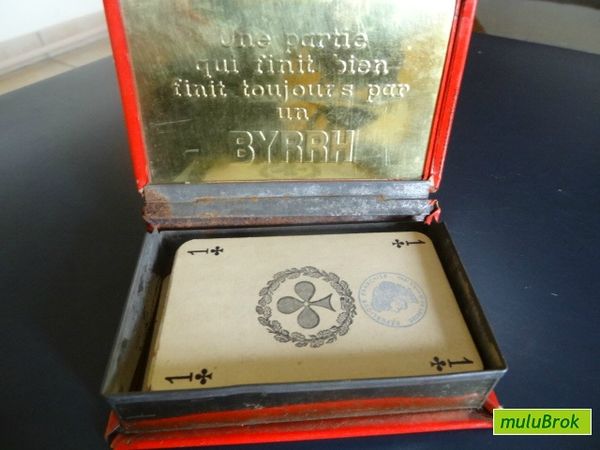 Une partie
qui finit bien
finit toujours par
un
BYRRH
1 1
1 1
muluBrok